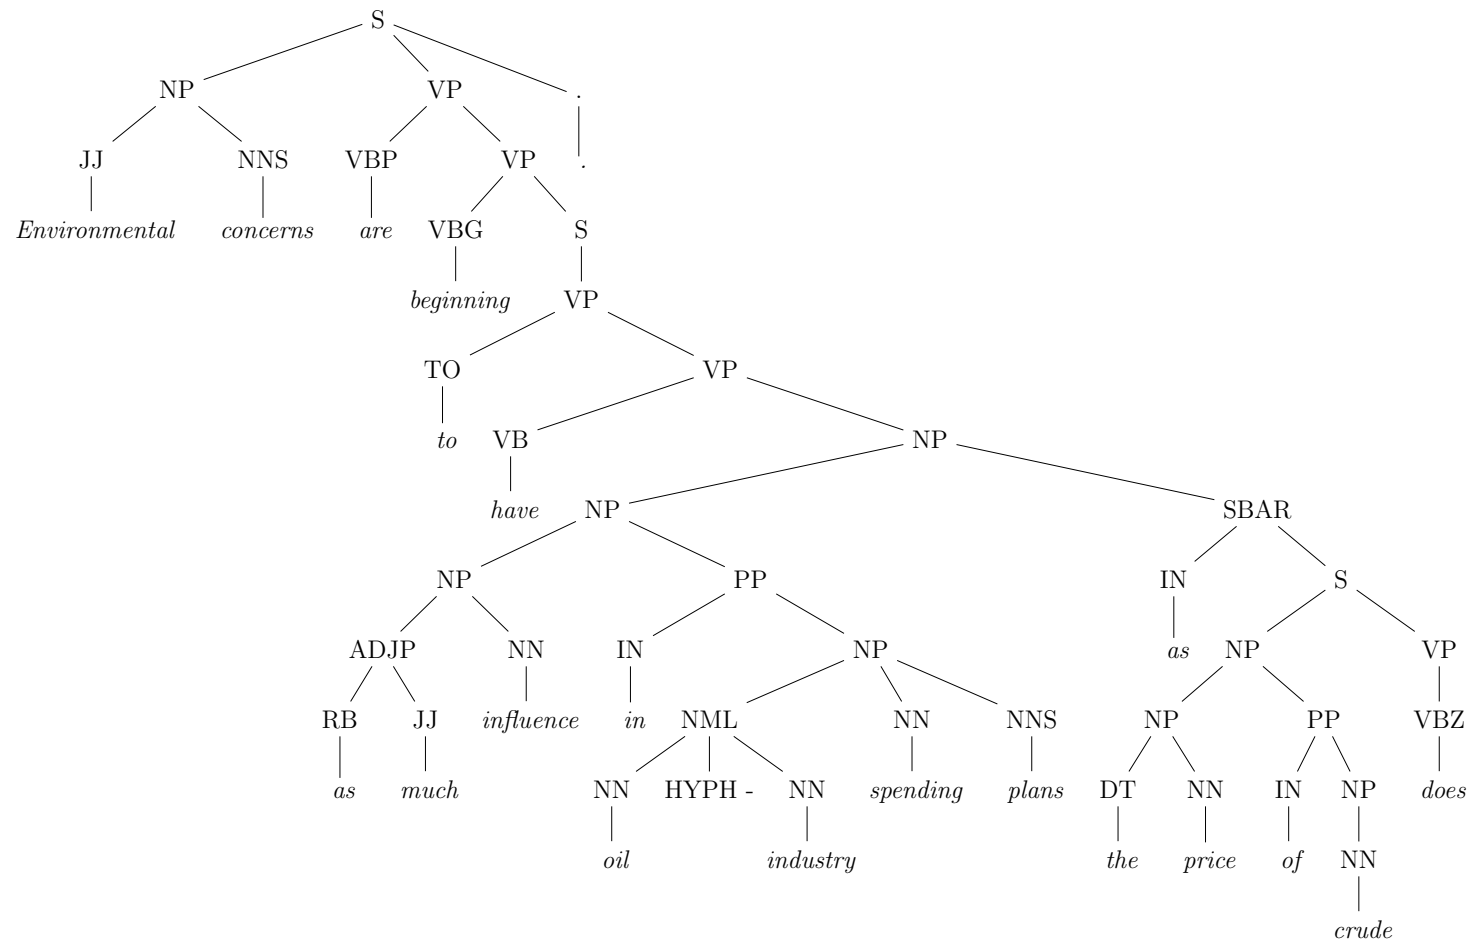 S
NP VP .
JJ NNS VBP VP .
Environmental concerns are VBG S
beginning VP
TO VP
to VB NP
have NP SBAR
NP PP IN S
ADJP NN IN NP as NP VP
RB JJ influence in NML NN NNS NP PP VBZ
as much NN HYPH - NN spending plans DT NN IN NP does
oil industry the price of NN
crude